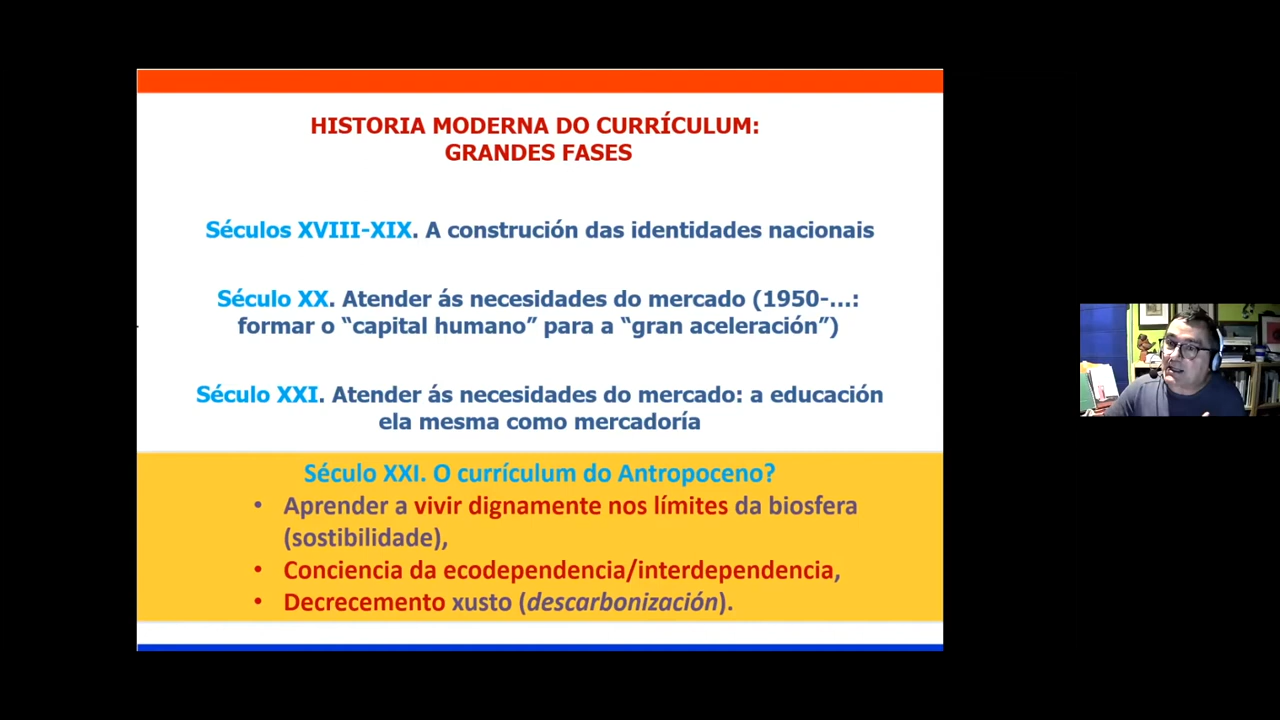 HISTORIA MODERNA DO CURRÍCULUM:
GRANDES FASES
Séculos XVIII-XIX. A construción das identidades nacionais
Século XX. Atender ás necesidades do mercado (1950-...:
formar o “capital humano” para a “gran aceleración”)
Século XXI. Atender ás necesidades do mercado: a educación
ela mesma como mercadoría
Século XXI. O currículum do Antropoceno?
• Aprender a vivir dignamente nos límites da biosfera
(sostibilidade),
• Conciencia da ecodependencia/interdependencia,
• Decrecemento xusto (descarbonización).